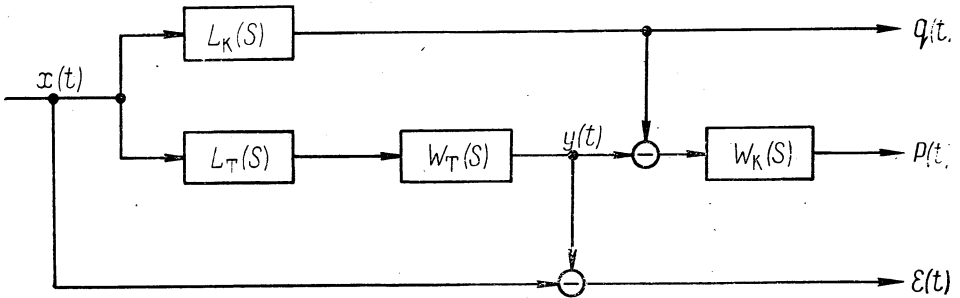 L_K(S)
q(t,
x(t)
L_T(S)
W_T(S)
y(t)
W_K(S)
P(t,
ε(t)